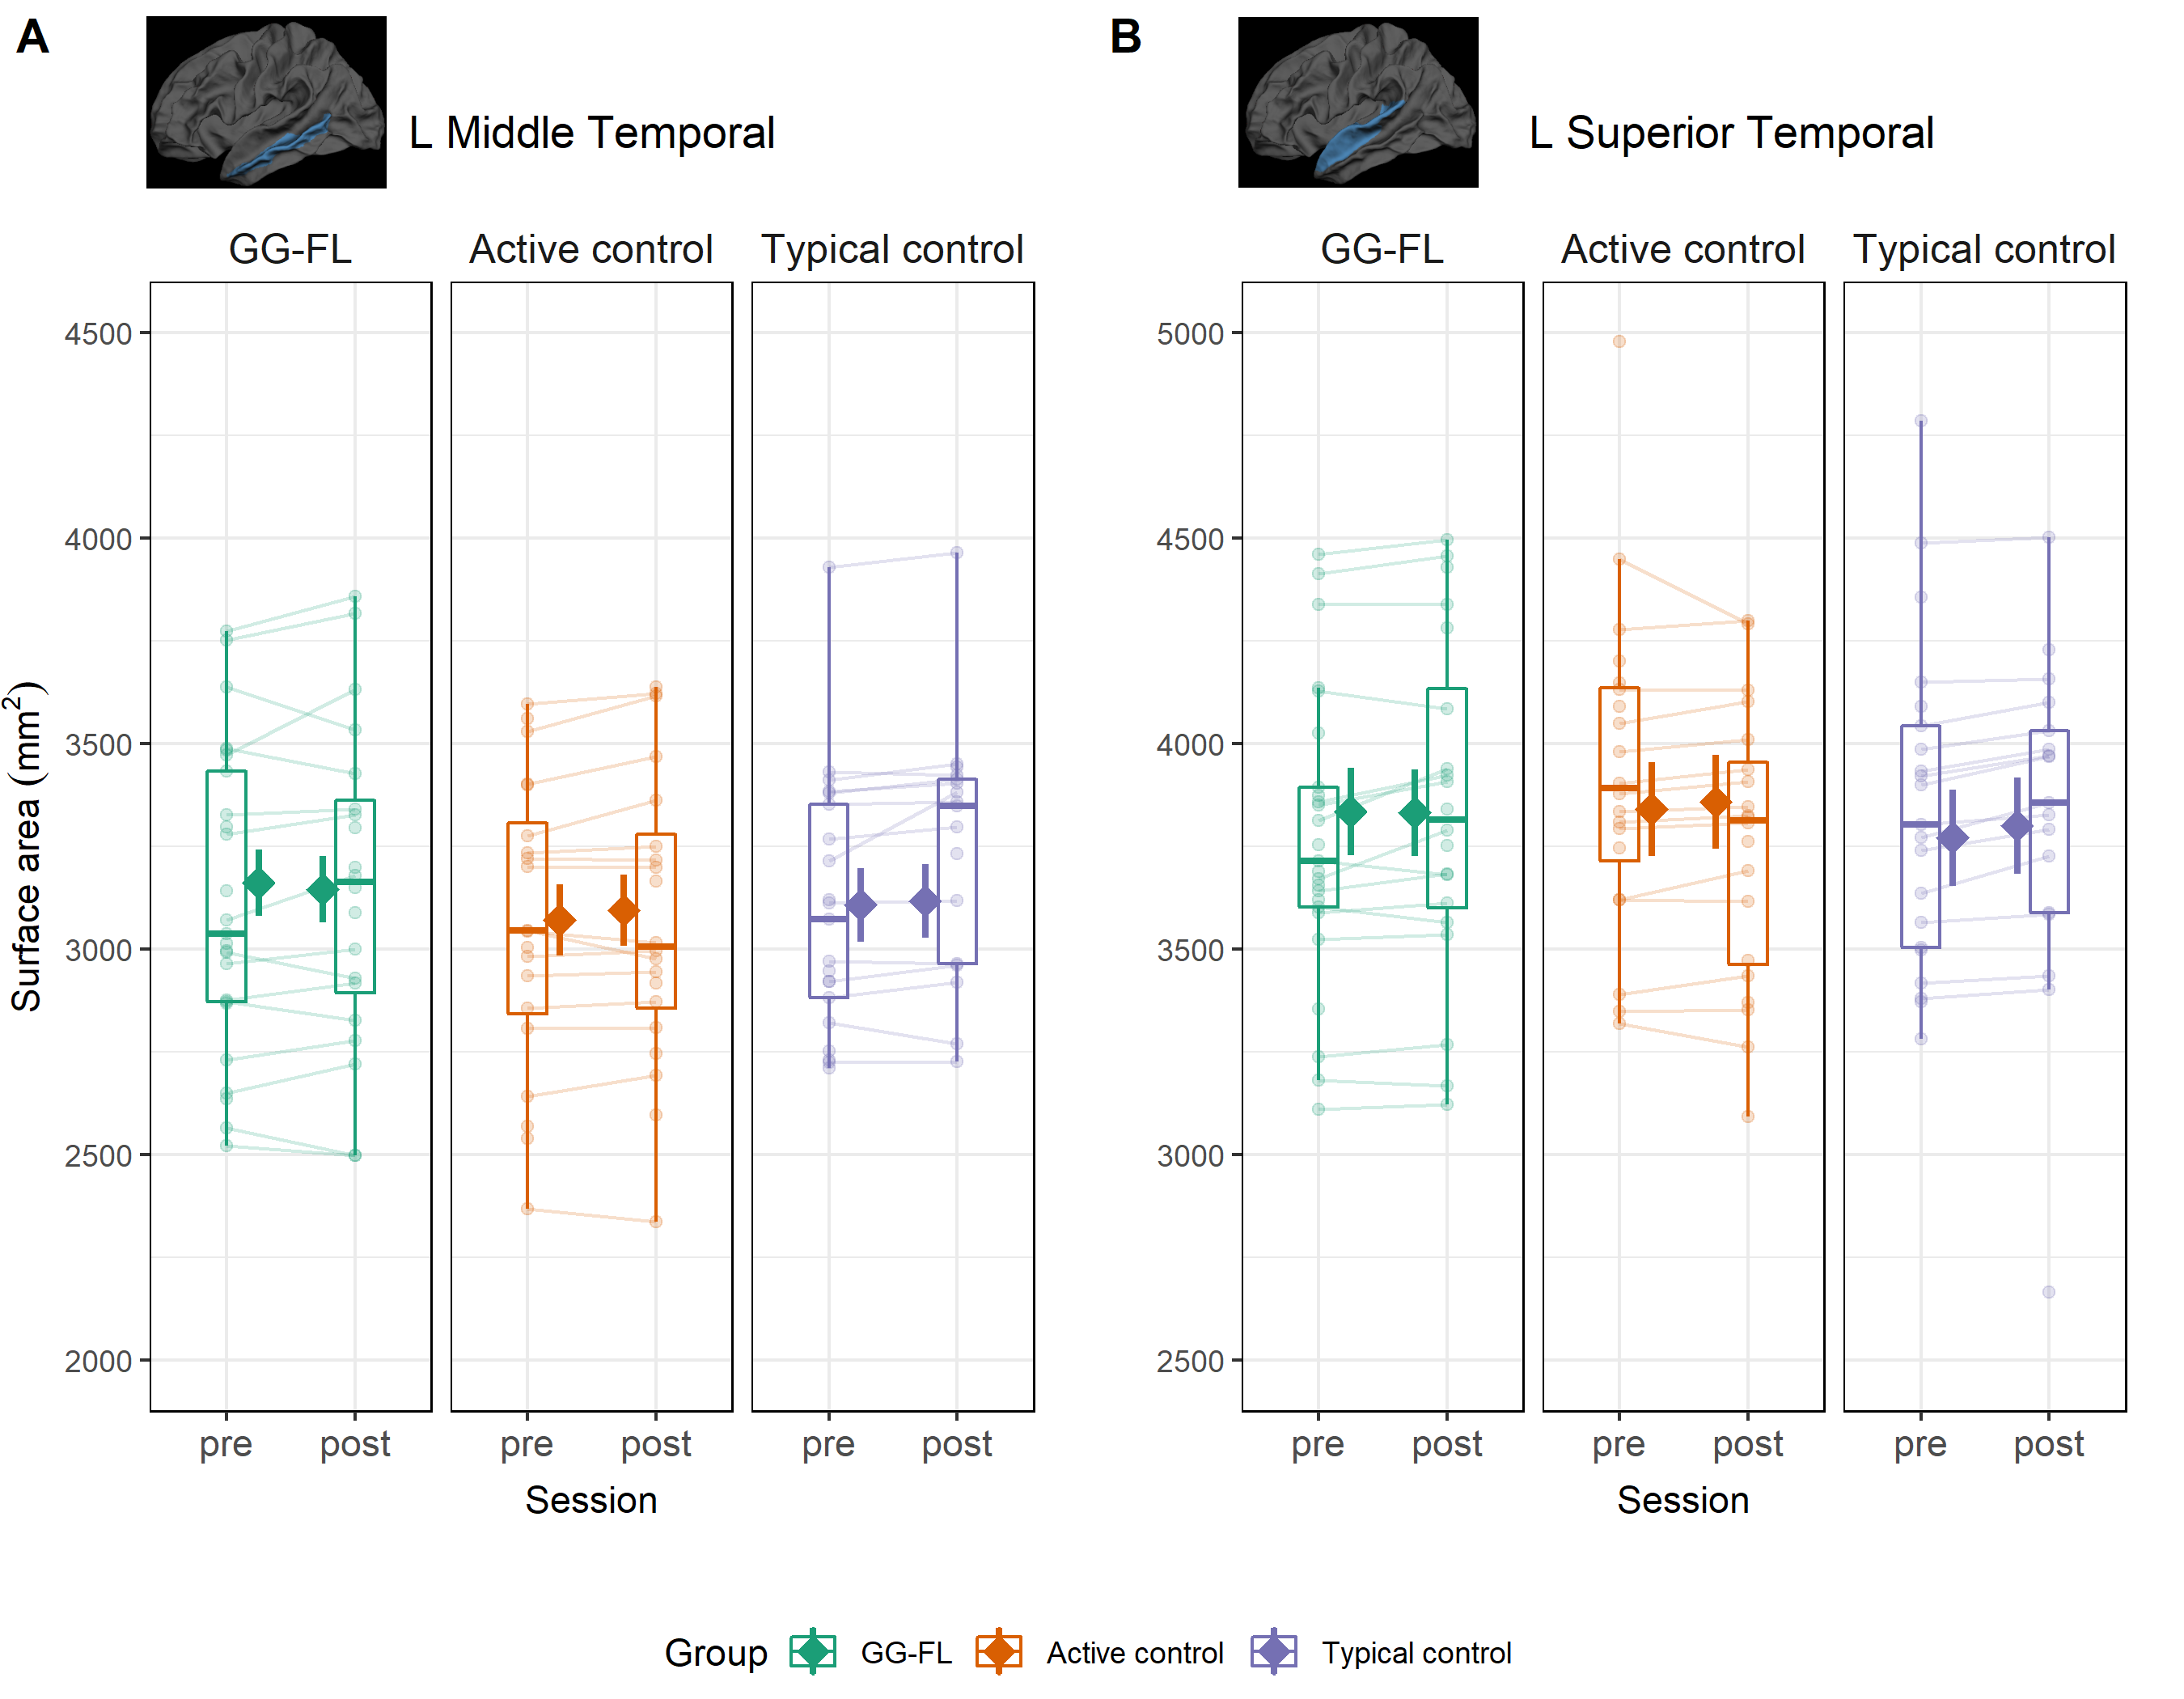 A
L Middle Temporal
GG-FL Active control Typical control
Surface area (mm²)
4500
4000
3500
3000
2500
2000
pre post pre post pre post
Session
B
L Superior Temporal
GG-FL Active control Typical control
5000
4500
4000
3500
3000
2500
pre post pre post pre post
Session
Group GG-FL Active control Typical control